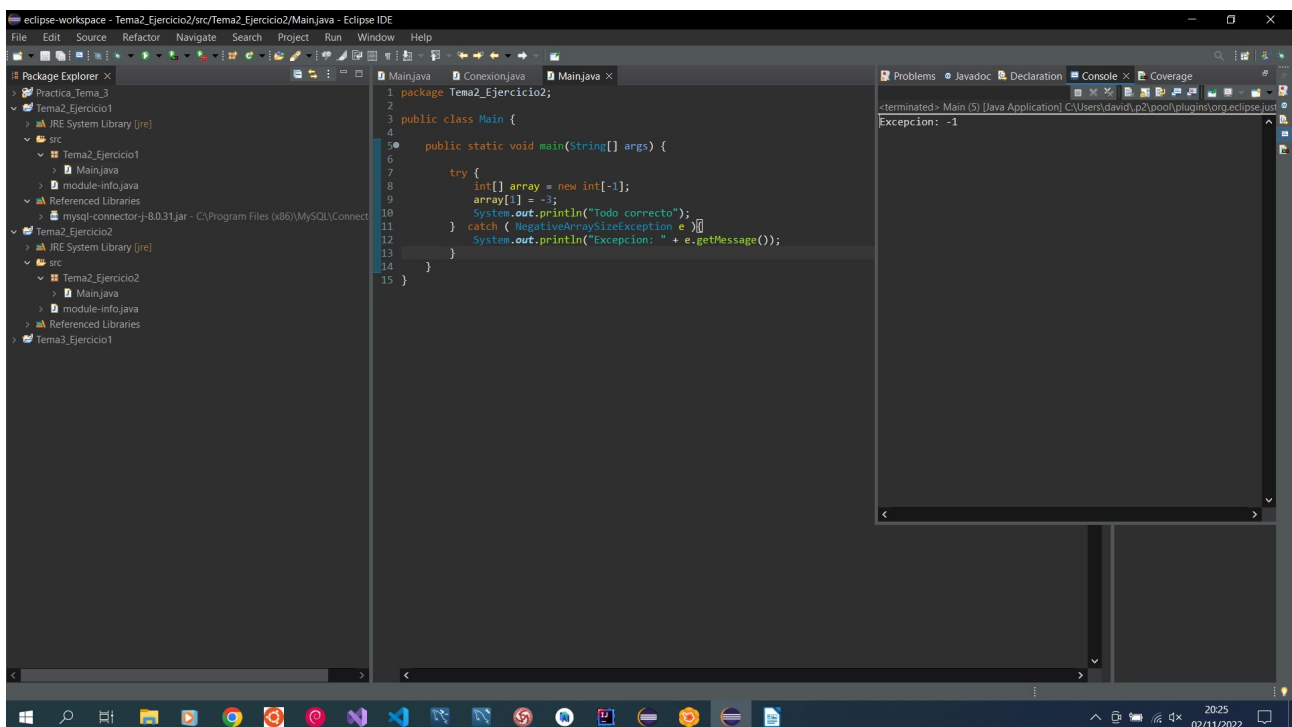 eclipse-workspace - Tema2_Ejercicio2/src/Tema2_Ejercicio2/Main.java - Eclipse IDE
File Edit Source Refactor Navigate Search Project Run Window Help
Package Explorer
Practica_Tema_3
Tema2_Ejercicio1
JRE System Library [jre]
src
Tema2_Ejercicio1
Main.java
module-info.java
Referenced Libraries
mysql-connector-j-8.0.31.jar - C:\Program Files (x86)\MySQL\Connect
Tema2_Ejercicio2
JRE System Library [jre]
src
Tema2_Ejercicio2
Main.java
module-info.java
Referenced Libraries
Tema3_Ejercicio1
Main.java Conexion.java Main.java
1 package Tema2_Ejercicio2;
2
3 public class Main {
4
5 public static void main(String[] args) {
6
7 try {
8 int[] array = new int[-1];
9 array[1] = -3;
10 System.out.println("Todo correcto");
11 } catch ( NegativeArraySizeException e ){
12 System.out.println("Excepcion: " + e.getMessage());
13 }
14 }
15 }
Problems Javadoc Declaration Console Coverage
<terminated> Main (5) [Java Application] C:\Users\david\.p2\pool\plugins\org.eclipse.just
Excepcion: -1
20:25
02/11/2022